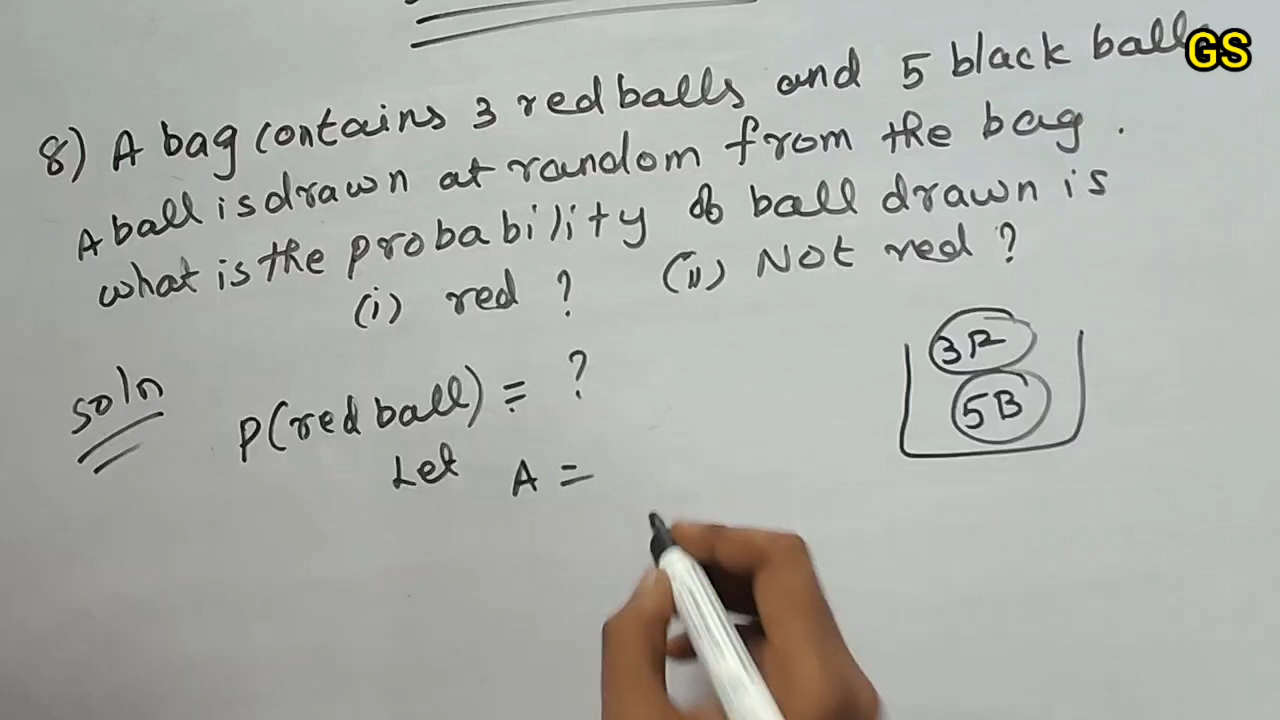 GS
8) A bag contains 3 red balls and 5 black balls
A ball is drawn at random from the bag .
what is the probability of ball drawn is
(i) red ? (ii) Not red ?
3R
5B
soln
P(red ball) = ?
Let A =